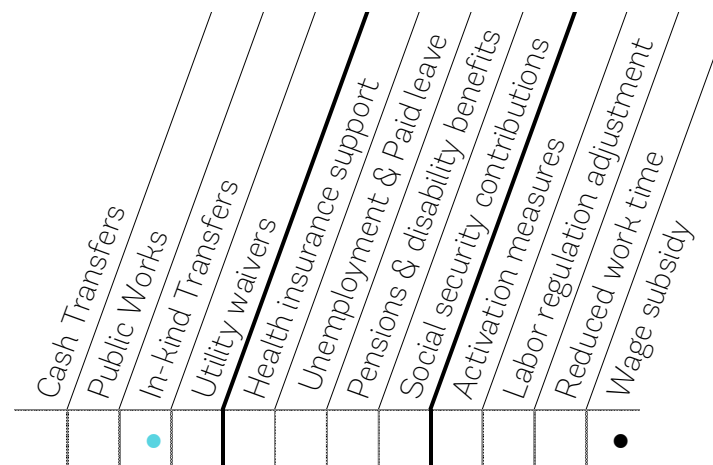 Cash Transfers
Public Works
In-kind Transfers
Utility waivers
Health insurance support
Unemployment & Paid leave
Pensions & disability benefits
Social security contributions
Activation measures
Labor regulation adjustment
Reduced work time
Wage subsidy